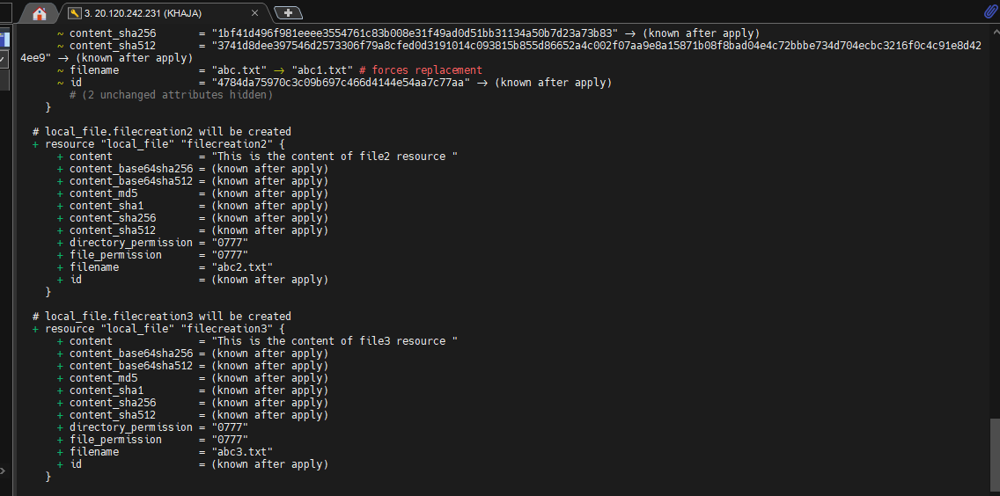 3. 20.120.242.231 (KHAJA)
~ content_sha256 = "1bf41d496f981eeee3554761c83b008e31f49ad0d51bb31134a50b7d23a73b83" → (known after apply)
~ content_sha512 = "3741d8dee397546d2573306f79a8cfed0d3191014c093815b855d86652a4c002f07aa9e8a15871b08f8bad04e4c72bbbe734d704ecbc3216f0c4c91e8d42
4ee9" → (known after apply)
~ filename = "abc.txt" → "abc1.txt" # forces replacement
~ id = "4784da75970c3c09b697c466d4144e54aa7c77aa" → (known after apply)
# (2 unchanged attributes hidden)
}
# local_file.filecreation2 will be created
+ resource "local_file" "filecreation2" {
+ content = "This is the content of file2 resource "
+ content_base64sha256 = (known after apply)
+ content_base64sha512 = (known after apply)
+ content_md5 = (known after apply)
+ content_sha1 = (known after apply)
+ content_sha256 = (known after apply)
+ content_sha512 = (known after apply)
+ directory_permission = "0777"
+ file_permission = "0777"
+ filename = "abc2.txt"
+ id = (known after apply)
}
# local_file.filecreation3 will be created
+ resource "local_file" "filecreation3" {
+ content = "This is the content of file3 resource "
+ content_base64sha256 = (known after apply)
+ content_base64sha512 = (known after apply)
+ content_md5 = (known after apply)
+ content_sha1 = (known after apply)
+ content_sha256 = (known after apply)
+ content_sha512 = (known after apply)
+ directory_permission = "0777"
+ file_permission = "0777"
+ filename = "abc3.txt"
+ id = (known after apply)
}